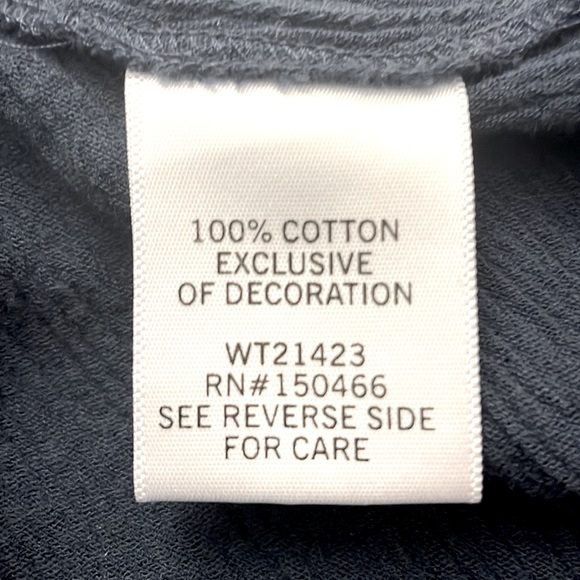 100% COTTON
EXCLUSIVE
OF DECORATION
WT21423
RN#150466
SEE REVERSE SIDE
FOR CARE